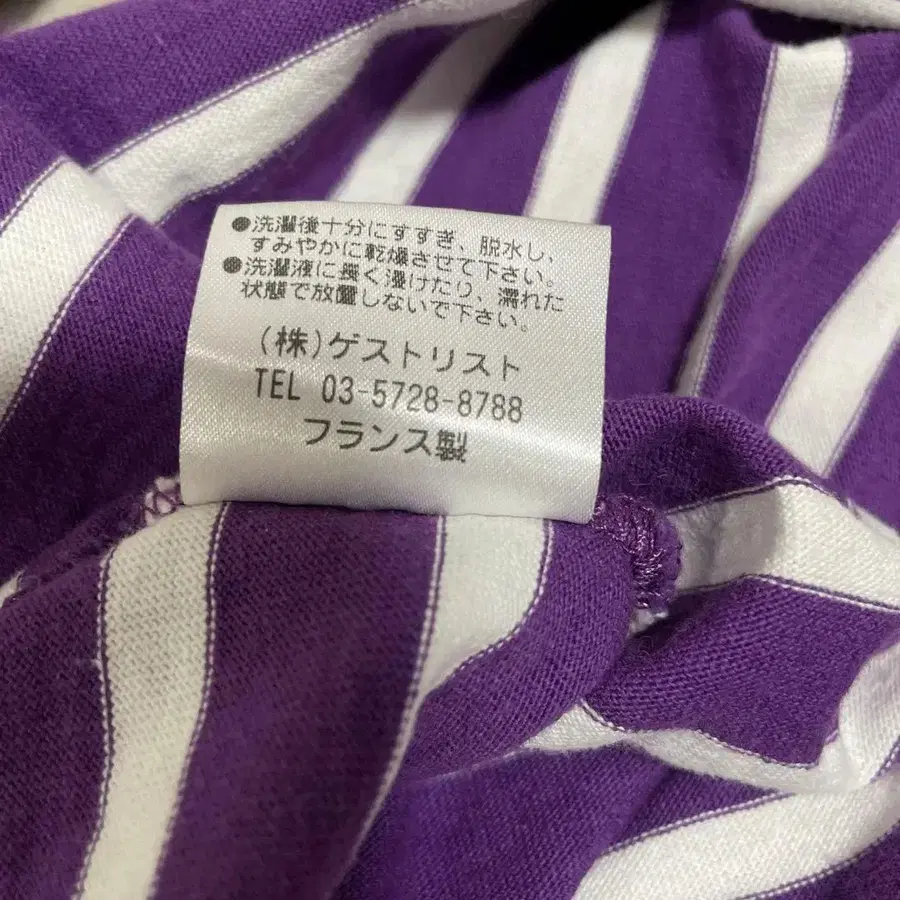 ●洗濯後十分にすすぎ、脱水し、
すみやかに乾燥させて下さい。
●洗濯液に長く浸けたり、濡れた
状態で放置しないで下さい。
(株)ゲストリスト
TEL 03-5728-8788
フランス製